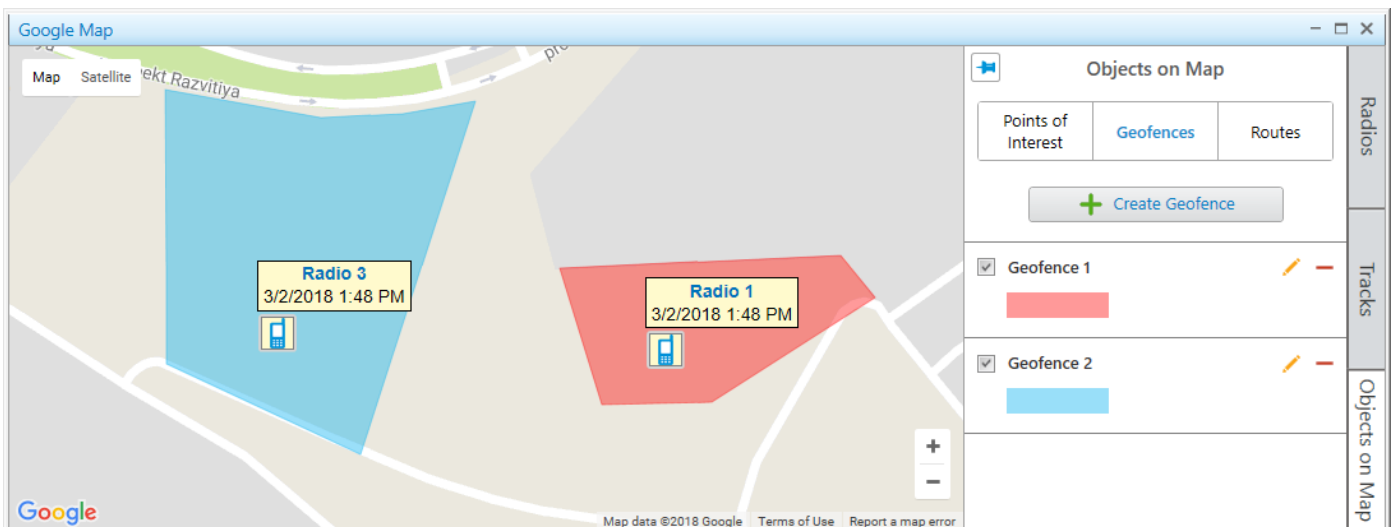 Google Map
Map
Satellite
ekt Razvitiya
pro
Radio 3
3/2/2018 1:48 PM
Radio 1
3/2/2018 1:48 PM
Google
Map data ©2018 Google
Terms of Use
Report a map error
Objects on Map
Points of
Interest
Geofences
Routes
Create Geofence
Geofence 1
Geofence 2
Radios
Tracks
Objects on Map